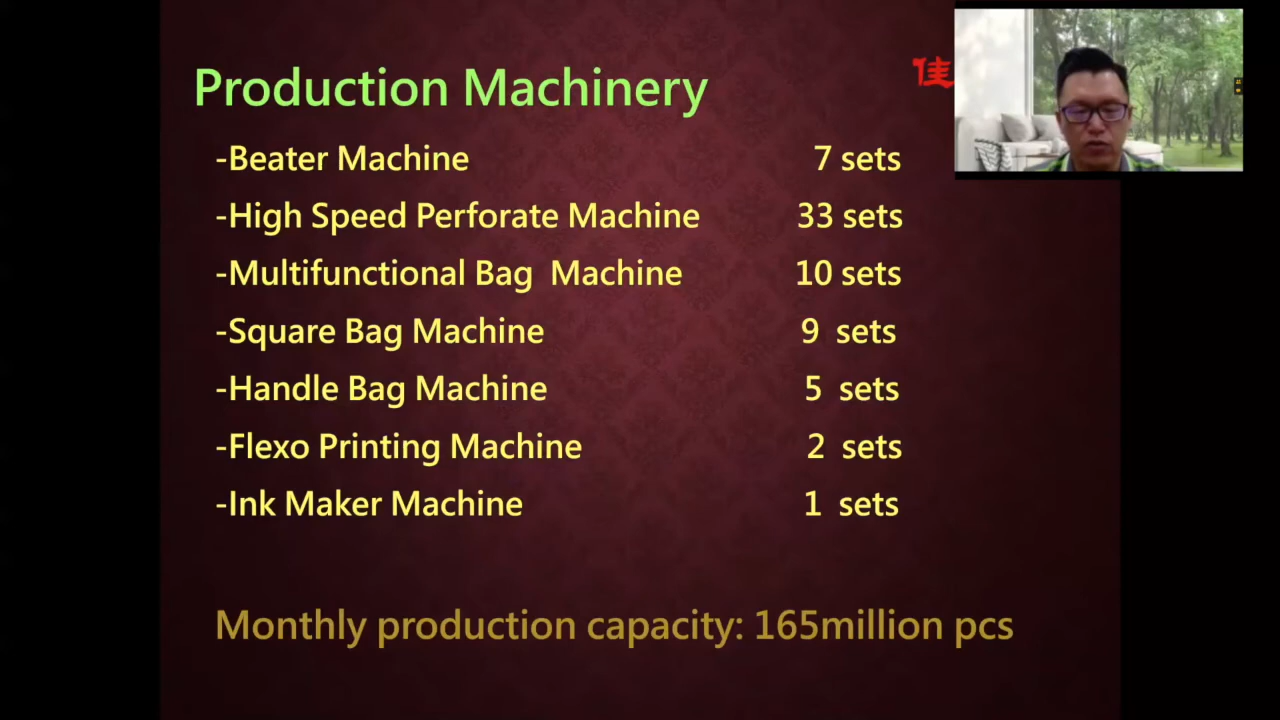 Production Machinery
佳
-Beater Machine 7 sets
-High Speed Perforate Machine 33 sets
-Multifunctional Bag Machine 10 sets
-Square Bag Machine 9 sets
-Handle Bag Machine 5 sets
-Flexo Printing Machine 2 sets
-Ink Maker Machine 1 sets
Monthly production capacity: 165million pcs